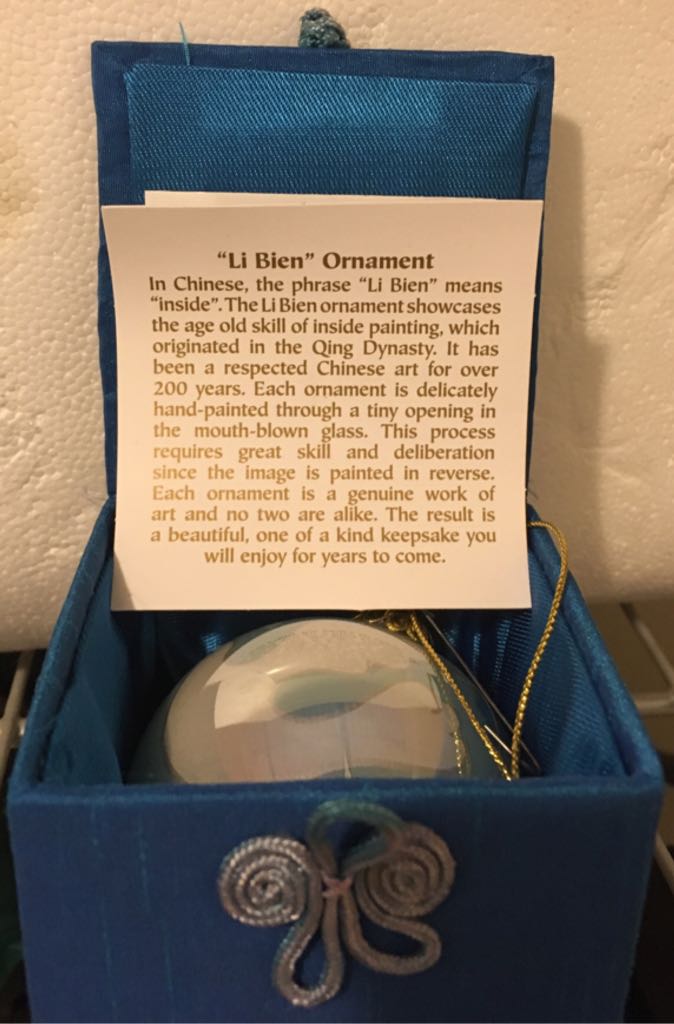 “Li Bien” Ornament
In Chinese, the phrase “Li Bien” means
“inside”. The Li Bien ornament showcases
the age old skill of inside painting, which
originated in the Qing Dynasty. It has
been a respected Chinese art for over
200 years. Each ornament is delicately
hand-painted through a tiny opening in
the mouth-blown glass. This process
requires great skill and deliberation
since the image is painted in reverse.
Each ornament is a genuine work of
art and no two are alike. The result is
a beautiful, one of a kind keepsake you
will enjoy for years to come.